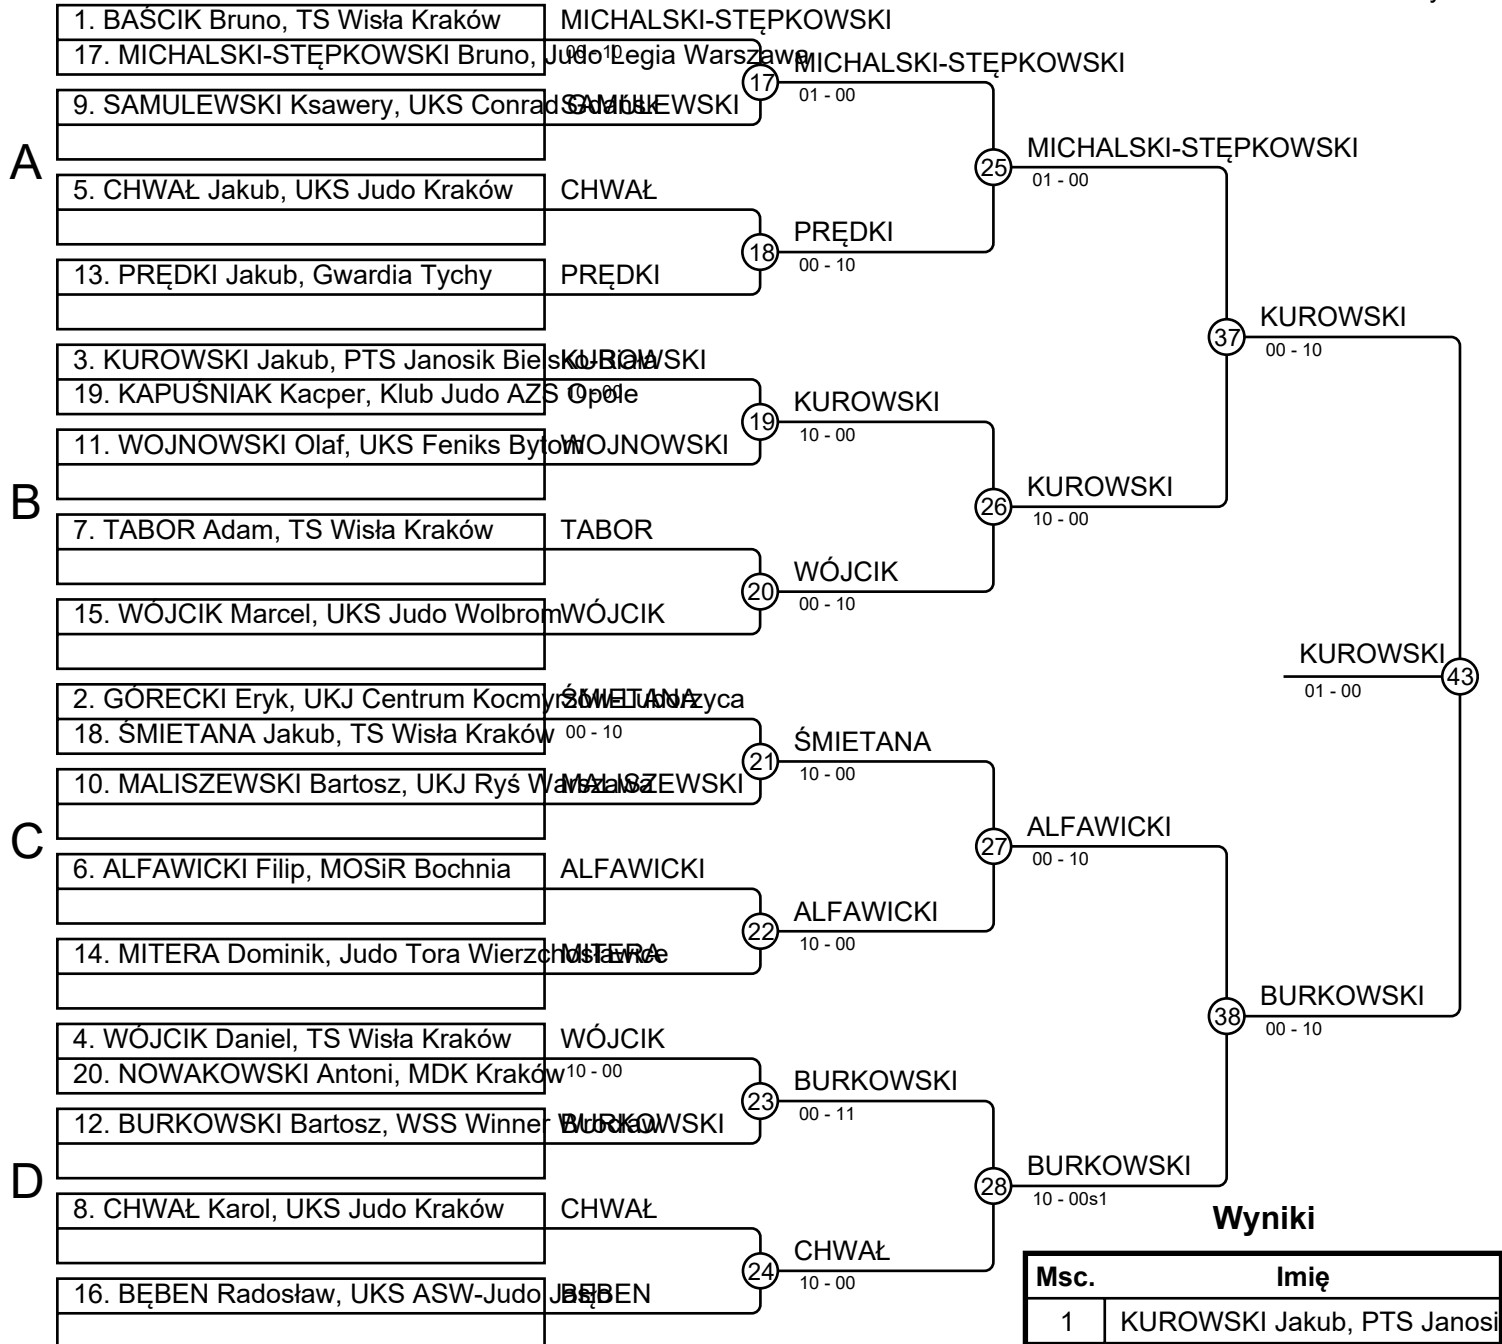 1. BAŚCIK Bruno, TS Wisła Kraków
MICHALSKI-STĘPKOWSKI
17. MICHALSKI-STĘPKOWSKI Bruno, Judo Legia Warszawa
00 - 10
17
MICHALSKI-STĘPKOWSKI
01 - 00
9. SAMULEWSKI Ksawery, UKS Conrad Gdańsk
SAMULEWSKI
A
25
MICHALSKI-STĘPKOWSKI
01 - 00
5. CHWAŁ Jakub, UKS Judo Kraków
CHWAŁ
18
PRĘDKI
00 - 10
13. PRĘDKI Jakub, Gwardia Tychy
PRĘDKI
37
KUROWSKI
00 - 10
3. KUROWSKI Jakub, PTS Janosik Bielsko-Biała
KUROWSKI
19. KAPUŚNIAK Kacper, Klub Judo AZS Opole
10 - 00
19
KUROWSKI
10 - 00
11. WOJNOWSKI Olaf, UKS Feniks Bytom
WOJNOWSKI
B
26
KUROWSKI
10 - 00
7. TABOR Adam, TS Wisła Kraków
TABOR
20
WÓJCIK
00 - 10
15. WÓJCIK Marcel, UKS Judo Wolbrom
WÓJCIK
KUROWSKI
43
01 - 00
2. GÓRECKI Eryk, UKJ Centrum Kocmyrzów-Luborzyca
ŚMIETANA
18. ŚMIETANA Jakub, TS Wisła Kraków
00 - 10
21
ŚMIETANA
10 - 00
10. MALISZEWSKI Bartosz, UKJ Ryś Warszawa
MALISZEWSKI
C
27
ALFAWICKI
00 - 10
6. ALFAWICKI Filip, MOSiR Bochnia
ALFAWICKI
22
ALFAWICKI
10 - 00
14. MITERA Dominik, Judo Tora Wierzchosławice
MITERA
38
BURKOWSKI
00 - 10
4. WÓJCIK Daniel, TS Wisła Kraków
WÓJCIK
20. NOWAKOWSKI Antoni, MDK Kraków
10 - 00
23
BURKOWSKI
00 - 11
12. BURKOWSKI Bartosz, WSS Winner Wrocław
BURKOWSKI
D
28
BURKOWSKI
10 - 00s1
8. CHWAŁ Karol, UKS Judo Kraków
CHWAŁ
24
CHWAŁ
10 - 00
16. BĘBEN Radosław, UKS ASW-Judo Jasło
BĘBEN
Wyniki
Msc. Imię
1 KUROWSKI Jakub, PTS Janosi